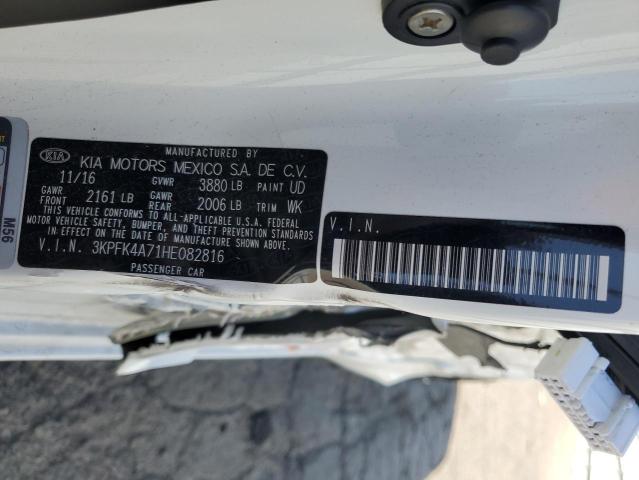 MANUFACTURED BY
KIA KIA MOTORS MEXICO S.A. DE C.V.
11/16 GVWR 3880 LB PAINT UD
GAWR FRONT 2161 LB GAWR REAR 2006 LB TRIM WK
THIS VEHICLE CONFORMS TO ALL APPLICABLE U.S.A. FEDERAL
MOTOR VEHICLE SAFETY, BUMPER, AND THEFT PREVENTION STANDARDS
IN EFFECT ON THE DATE OF MANUFACTURE SHOWN ABOVE.
V.I.N. 3KPFK4A71HE082816
PASSENGER CAR
V.I.N.
M56